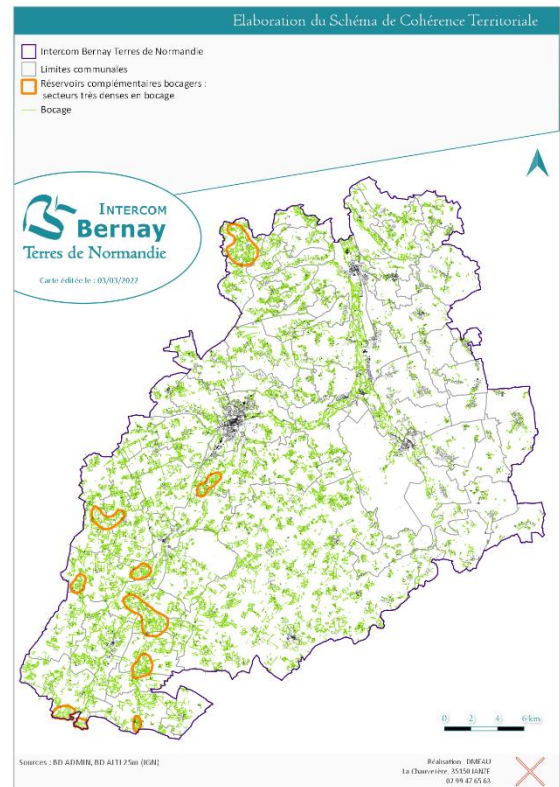 Elaboration du Schéma de Cohérence Territoriale
Intercom Bernay Terres de Normandie
Limites communales
Réservoirs complémentaires bocagers :
secteurs très denses en bocage
Bocage
INTERCOM
Bernay
Terres de Normandie
Carte éditée le : 03/03/2022
0 2 4 6 km
Sources : BD ADMIN, BD ALTI 25m (IGN)
Réalisation : DMEAU
La Chauvelière, 35150 JANZE
02 99 47 65 63